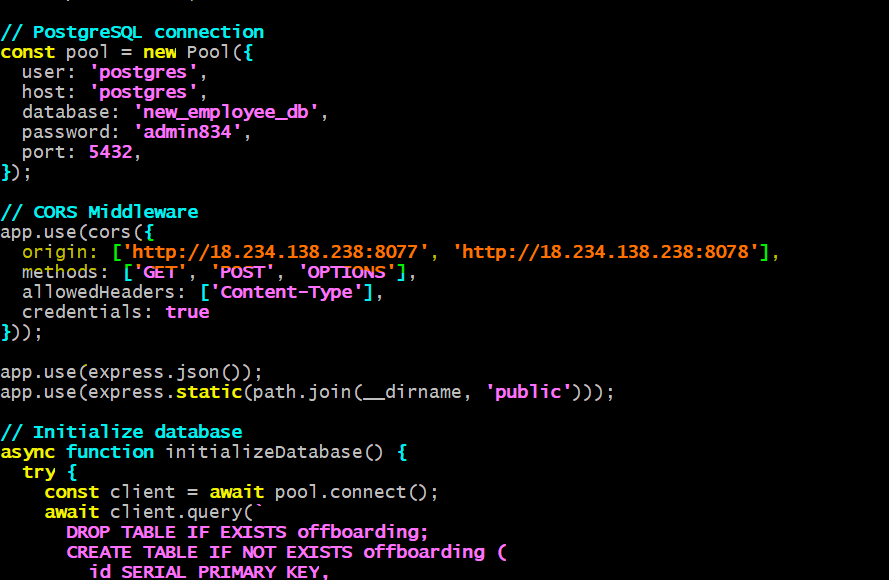 // PostgreSQL connection
const pool = new Pool({
  user: 'postgres',
  host: 'postgres',
  database: 'new_employee_db',
  password: 'admin834',
  port: 5432,
});

// CORS Middleware
app.use(cors({
  origin: ['http://18.234.138.238:8077', 'http://18.234.138.238:8078'],
  methods: ['GET', 'POST', 'OPTIONS'],
  allowedHeaders: ['Content-Type'],
  credentials: true
}));

app.use(express.json());
app.use(express.static(path.join(__dirname, 'public')));

// Initialize database
async function initializeDatabase() {
  try {
    const client = await pool.connect();
    await client.query(`
      DROP TABLE IF EXISTS offboarding;
      CREATE TABLE IF NOT EXISTS offboarding (
        id SERIAL PRIMARY KEY,